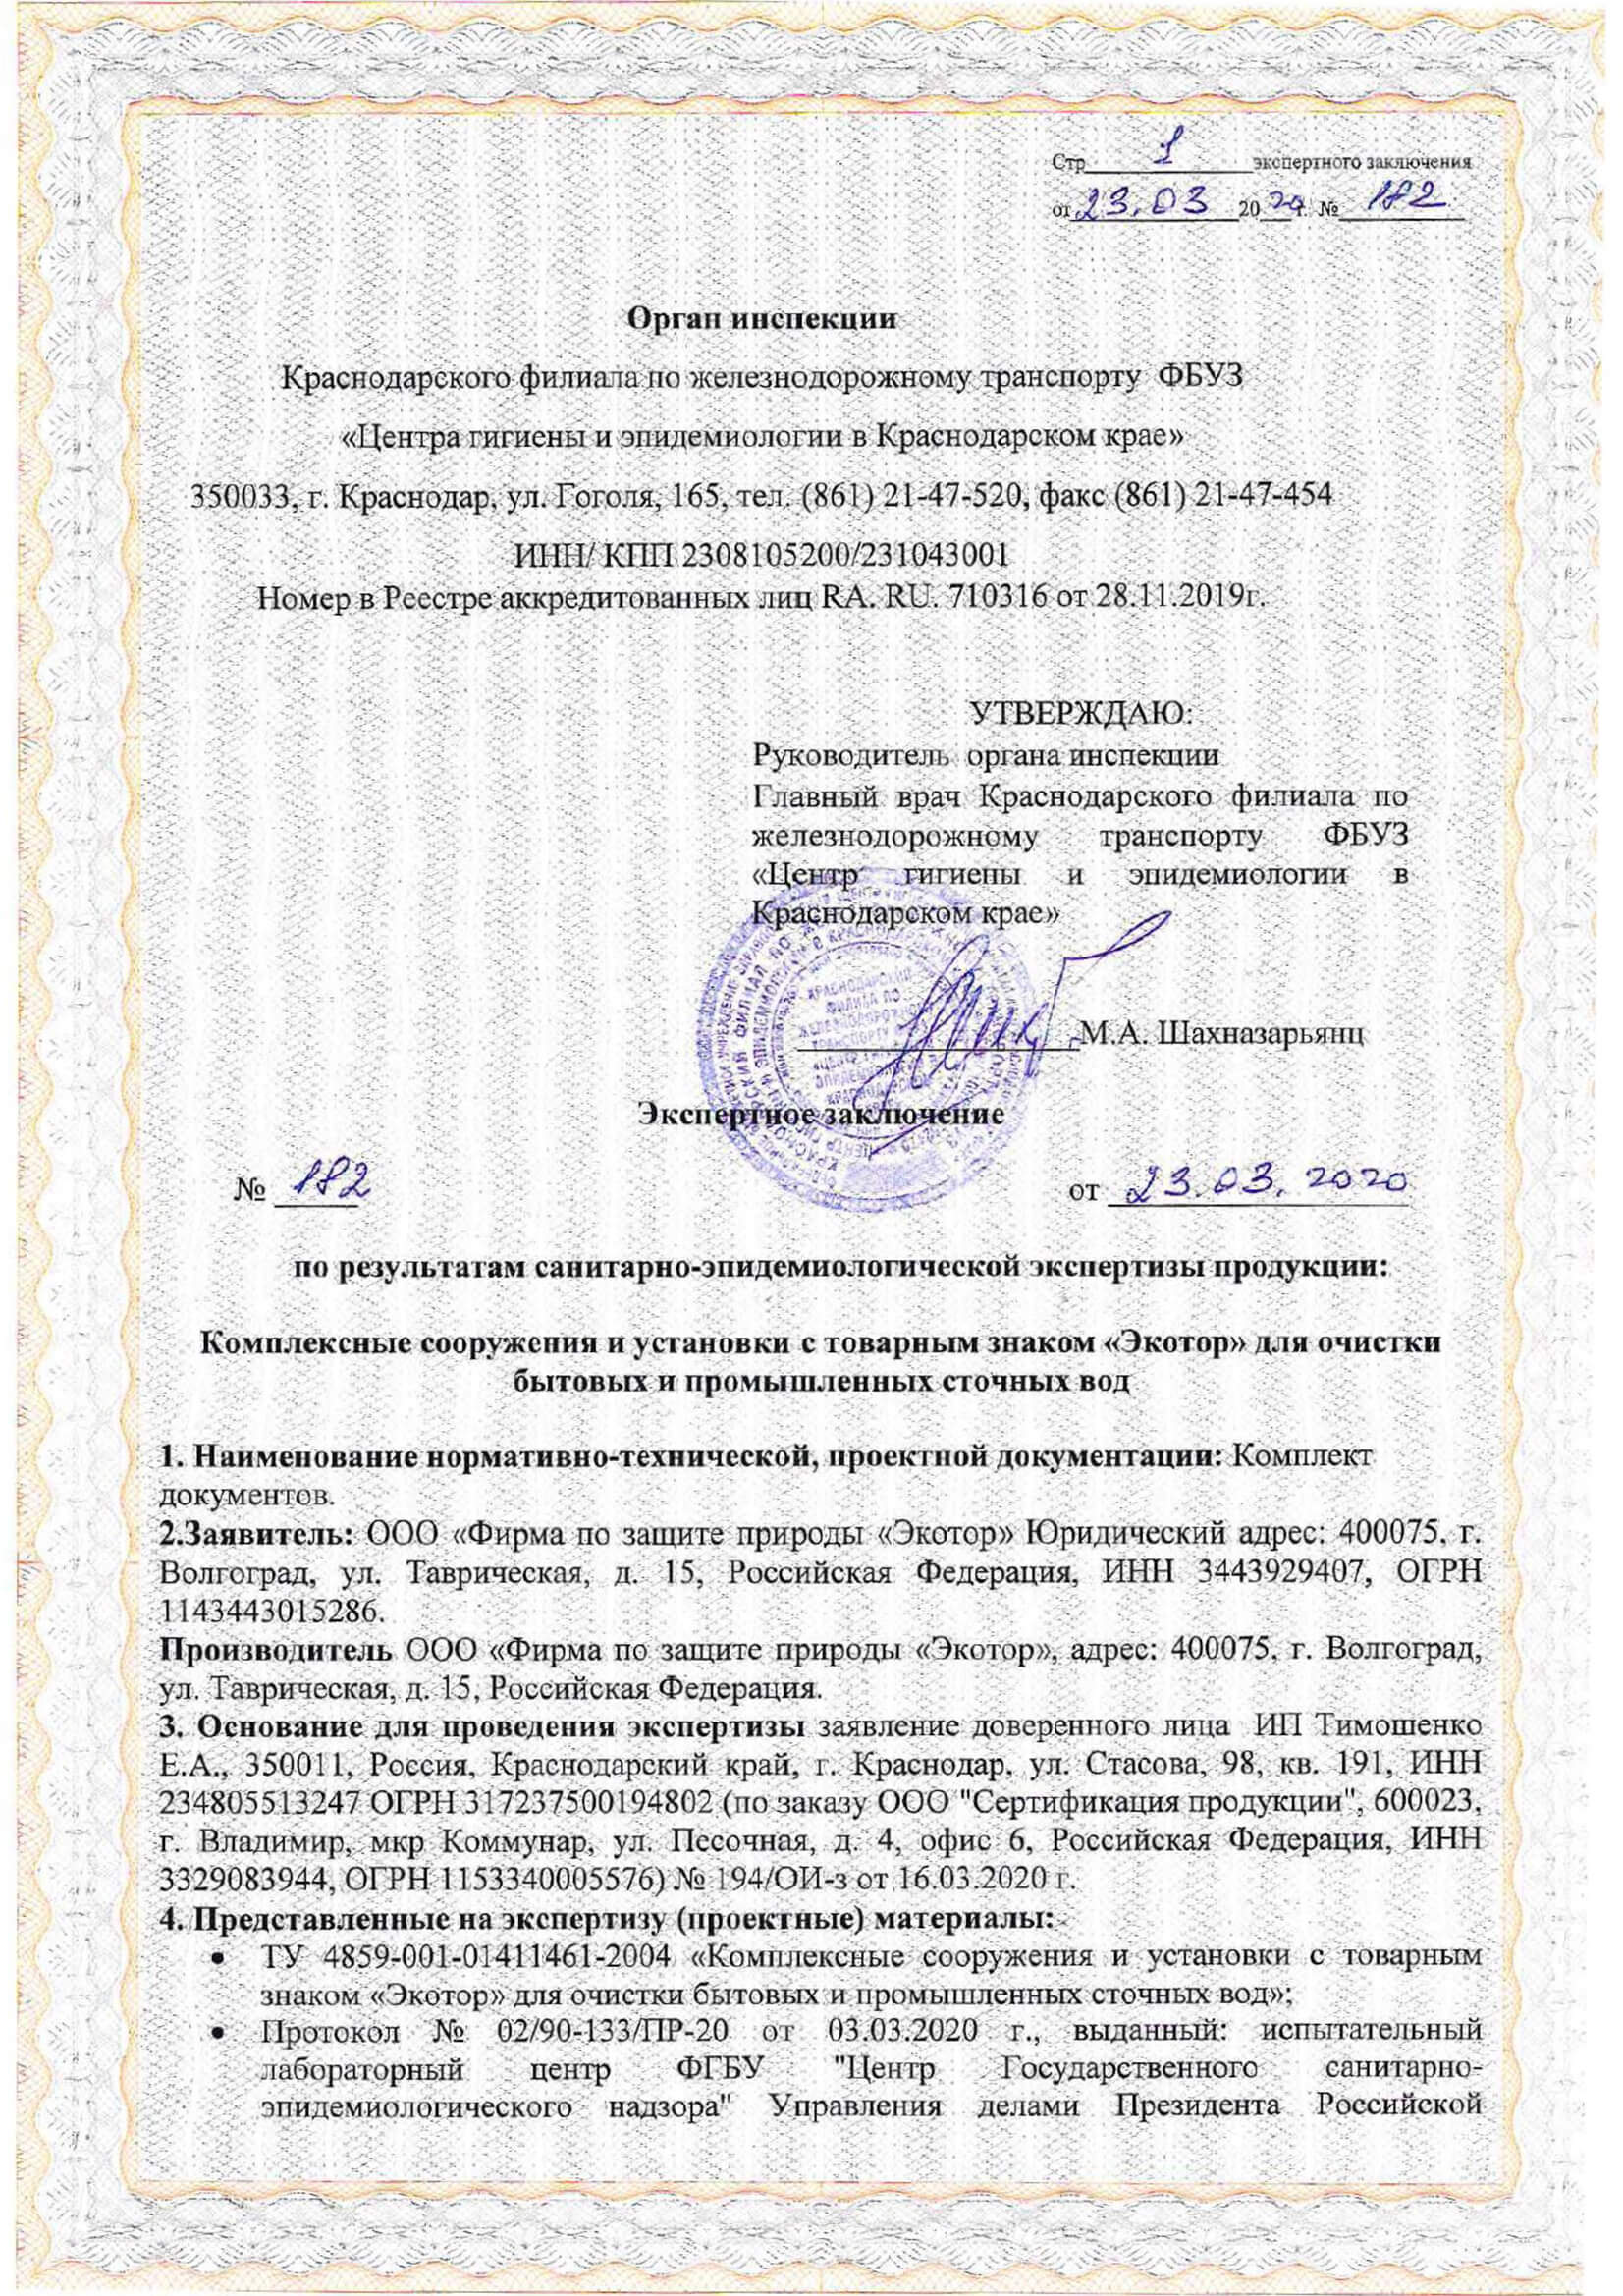 Стр 1 экспертного заключения
от 23.03 2020 г. № 182
Орган инспекции
Краснодарского филиала по железнодорожному транспорту ФБУЗ
«Центра гигиены и эпидемиологии в Краснодарском крае»
350033, г. Краснодар, ул. Гоголя, 165, тел. (861) 21-47-520, факс (861) 21-47-454
ИНН/ КПП 2308105200/231043001
Номер в Реестре аккредитованных лиц RA. RU. 710316 от 28.11.2019г.
УТВЕРЖДАЮ:
Руководитель органа инспекции
Главный врач Краснодарского филиала по
железнодорожному транспорту ФБУЗ
«Центр гигиены и эпидемиологии в
Краснодарском крае»
М.А. Шахназарьянц
Экспертное заключение
№ 182 от 23.03.2020
по результатам санитарно-эпидемиологической экспертизы продукции:
Комплексные сооружения и установки с товарным знаком «Экотор» для очистки
бытовых и промышленных сточных вод
1. Наименование нормативно-технической, проектной документации: Комплект
документов.
2.Заявитель: ООО «Фирма по защите природы «Экотор» Юридический адрес: 400075, г.
Волгоград, ул. Таврическая, д. 15, Российская Федерация, ИНН 3443929407, ОГРН
1143443015286.
Производитель ООО «Фирма по защите природы «Экотор», адрес: 400075, г. Волгоград,
ул. Таврическая, д. 15, Российская Федерация.
3. Основание для проведения экспертизы заявление доверенного лица ИП Тимошенко
Е.А., 350011, Россия, Краснодарский край, г. Краснодар, ул. Стасова, 98, кв. 191, ИНН
234805513247 ОГРН 317237500194802 (по заказу ООО "Сертификация продукции", 600023,
г. Владимир, мкр Коммунар, ул. Песочная, д. 4, офис 6, Российская Федерация, ИНН
3329083944, ОГРН 1153340005576) № 194/ОИ-з от 16.03.2020 г.
4. Представленные на экспертизу (проектные) материалы:
• ТУ 4859-001-01411461-2004 «Комплексные сооружения и установки с товарным
знаком «Экотор» для очистки бытовых и промышленных сточных вод»;
• Протокол № 02/90-133/ПР-20 от 03.03.2020 г., выданный: испытательный
лабораторный центр ФГБУ "Центр Государственного санитарно-
эпидемиологического надзора" Управления делами Президента Российской